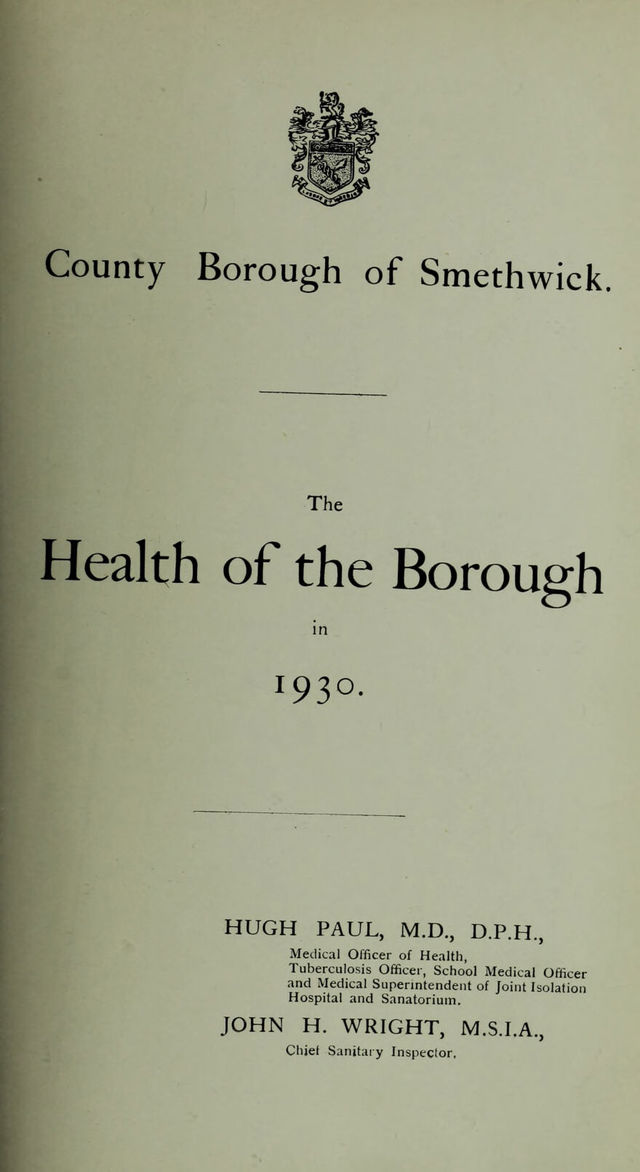 County Borough of Smethwick.
The
Health of the Borough
in
1930.
HUGH PAUL, M.D., D.P.H.,
Medical Officer of Health,
Tuberculosis Officer, School Medical Officer
and Medical Superintendent of Joint Isolation
Hospital and Sanatorium.
JOHN H. WRIGHT, M.S.I.A.,
Chief Sanitary Inspector.